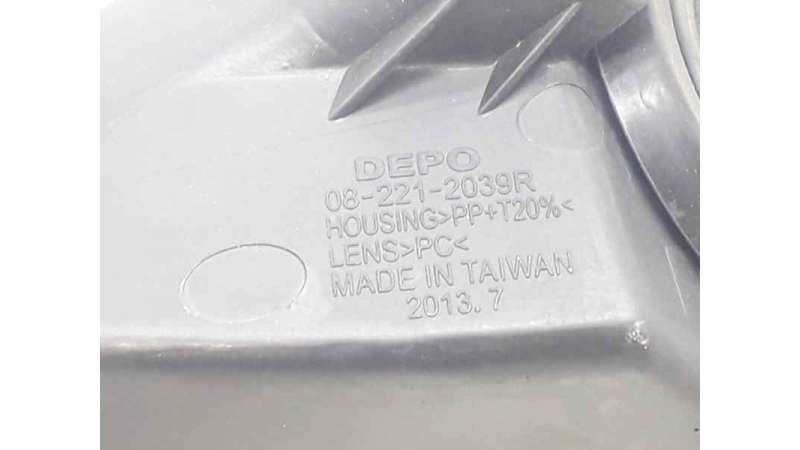 DEPO
08-221-2039R
HOUSING>PP+T20%<
LENS>PC<
MADE IN TAIWAN
2013.7